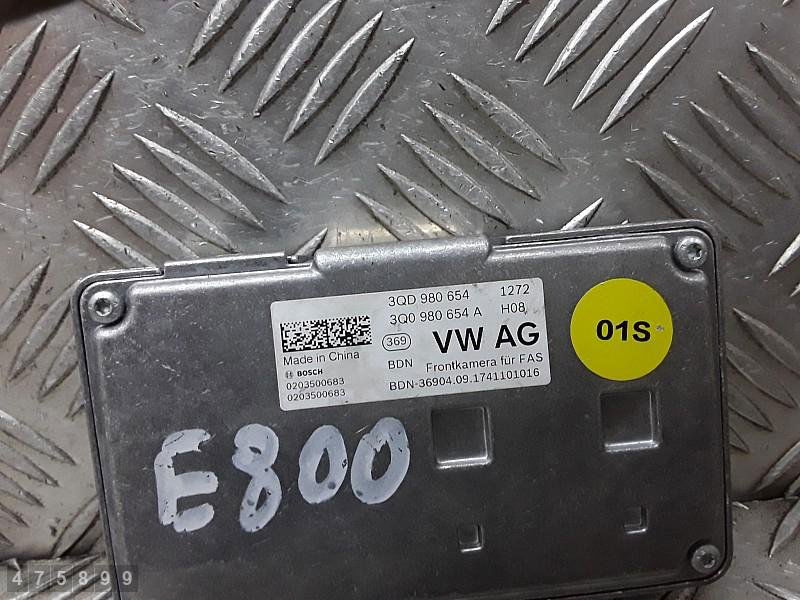 3QD 980 654 1272
3Q0 980 654 A H08
369 VW AG
Made in China
BOSCH BDN Frontkamera für FAS
0203500683 BDN-36904.09.1741101016
0203500683
01S
E800
475899